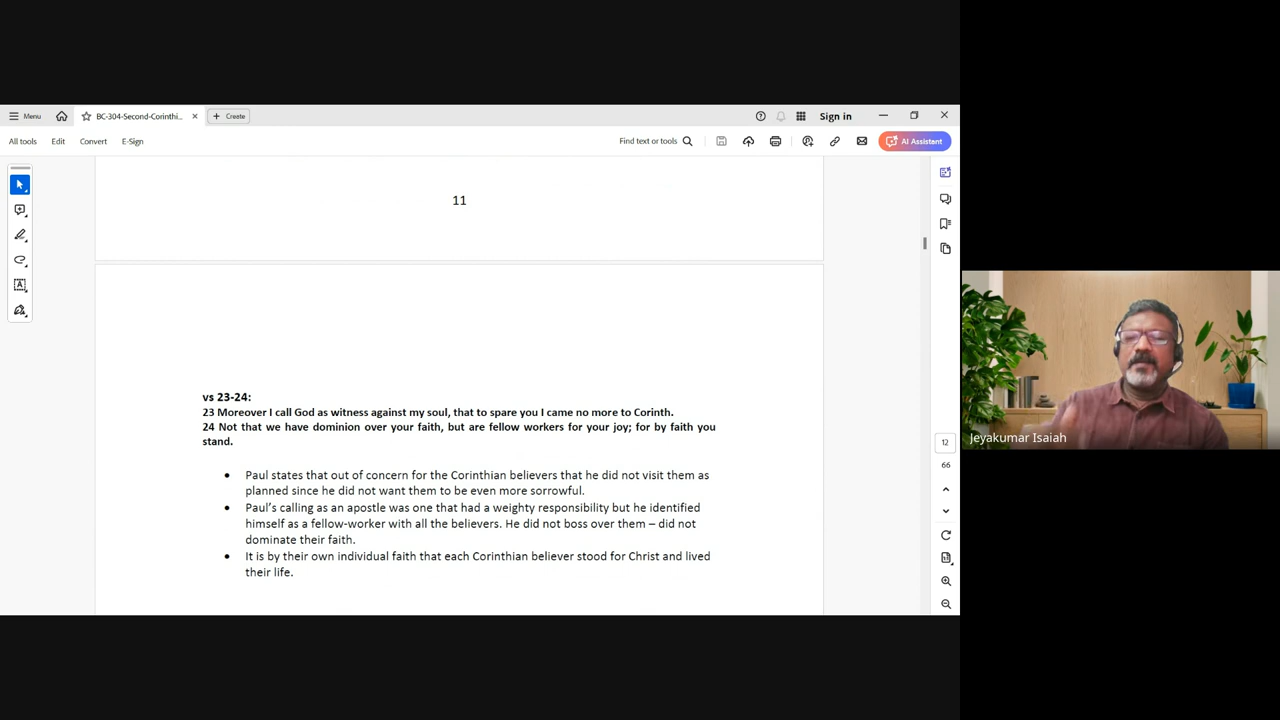 Menu
BC-304-Second-Corinthi...
Create
Sign in
All tools
Edit
Convert
E-Sign
Find text or tools
AI Assistant
11
vs 23-24:
23 Moreover I call God as witness against my soul, that to spare you I came no more to Corinth.
24 Not that we have dominion over your faith, but are fellow workers for your joy; for by faith you
stand.
• Paul states that out of concern for the Corinthian believers that he did not visit them as
planned since he did not want them to be even more sorrowful.
• Paul's calling as an apostle was one that had a weighty responsibility but he identified
himself as a fellow-worker with all the believers. He did not boss over them – did not
dominate their faith.
• It is by their own individual faith that each Corinthian believer stood for Christ and lived
their life.
12
66
Jeyakumar Isaiah